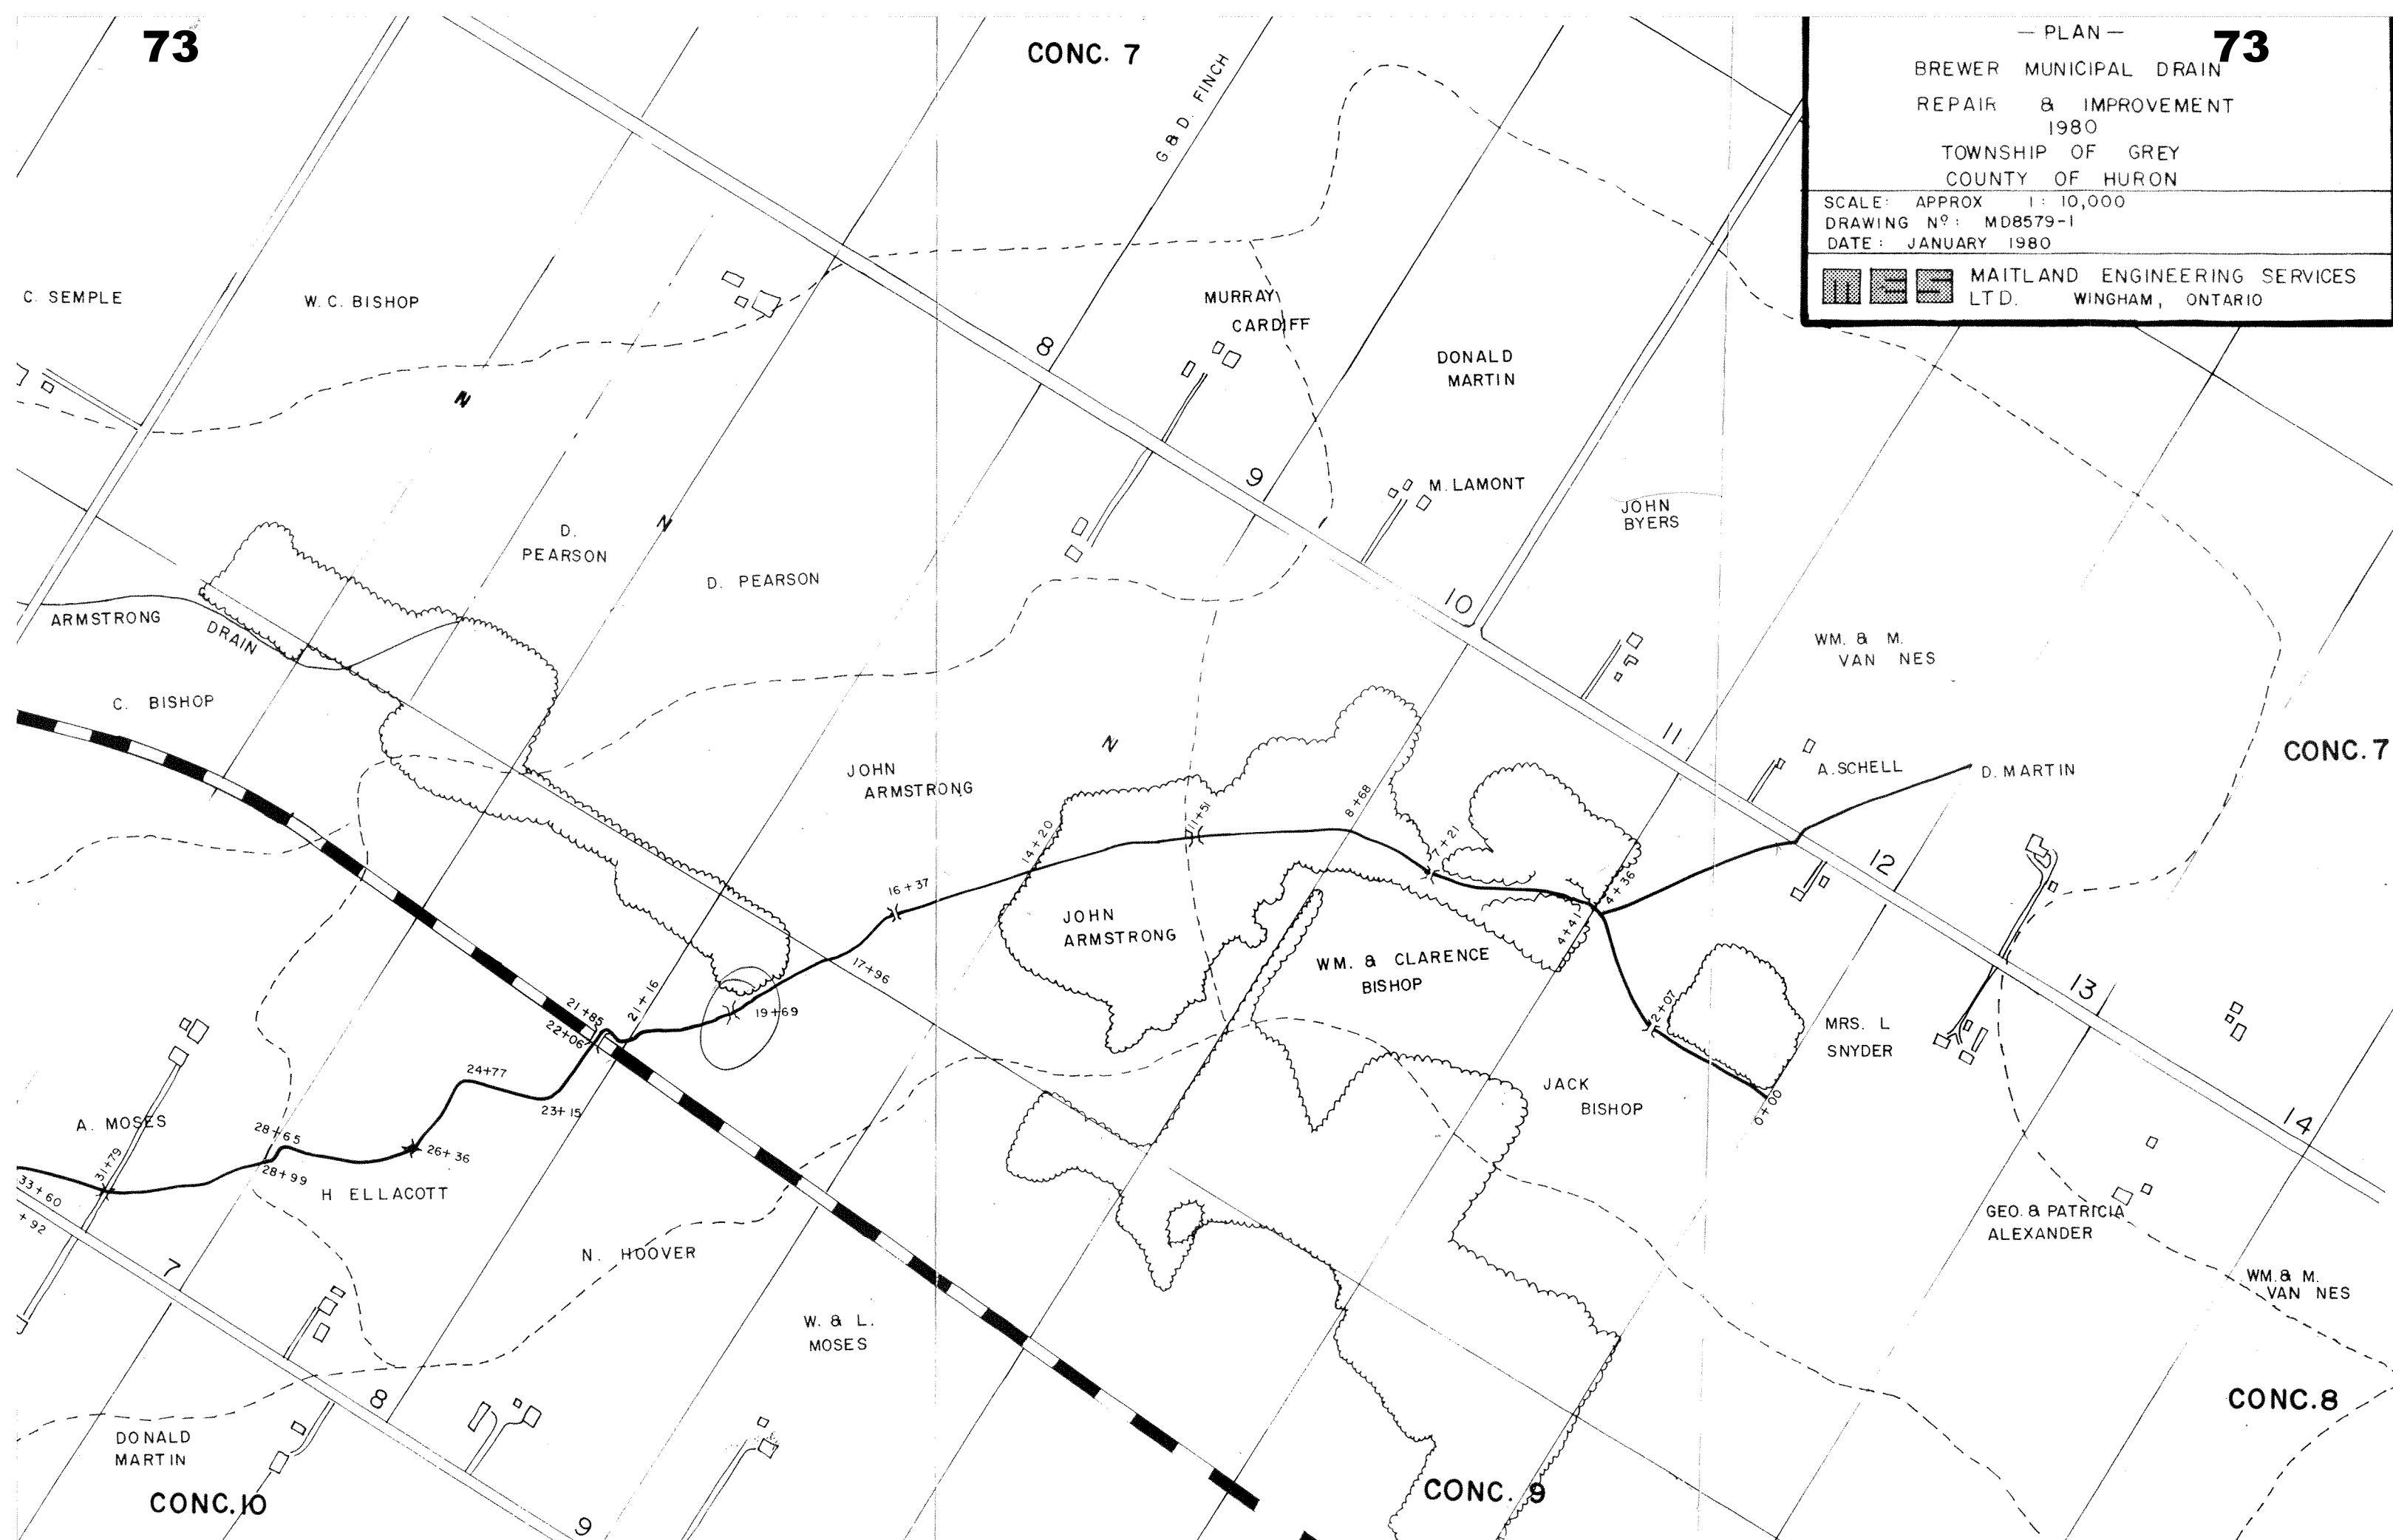 73
CONC. 7
— PLAN —
73
BREWER MUNICIPAL DRAIN
REPAIR & IMPROVEMENT
1980
TOWNSHIP OF GREY
COUNTY OF HURON
SCALE: APPROX 1: 10,000
DRAWING Nº: MD8579-1
DATE: JANUARY 1980
MES
MAITLAND ENGINEERING SERVICES
LTD. WINGHAM, ONTARIO
G. & D. FINCH
C. SEMPLE
W. C. BISHOP
MURRAY
CARDIFF
8
DONALD
MARTIN
N
9
M. LAMONT
JOHN
BYERS
N
D.
PEARSON
D. PEARSON
10
ARMSTRONG
DRAIN
WM. & M.
VAN NES
C. BISHOP
11
N
CONC. 7
JOHN
ARMSTRONG
A. SCHELL
D. MARTIN
8+68
11+51
14+20
7+21
12
16+37
4+36
4+41
JOHN
ARMSTRONG
WM. & CLARENCE
BISHOP
17+96
13
21+16
19+69
21+85
22+06
2+07
MRS. L
SNYDER
24+77
23+15
JACK
BISHOP
0+00
14
A. MOSES
28+65
26+36
31+79
28+99
33+60
+92
H ELLACOTT
GEO. & PATRICIA
ALEXANDER
N. HOOVER
7
WM. & M.
VAN NES
W. & L.
MOSES
8
CONC. 8
DONALD
MARTIN
CONC. 10
CONC. 9
9